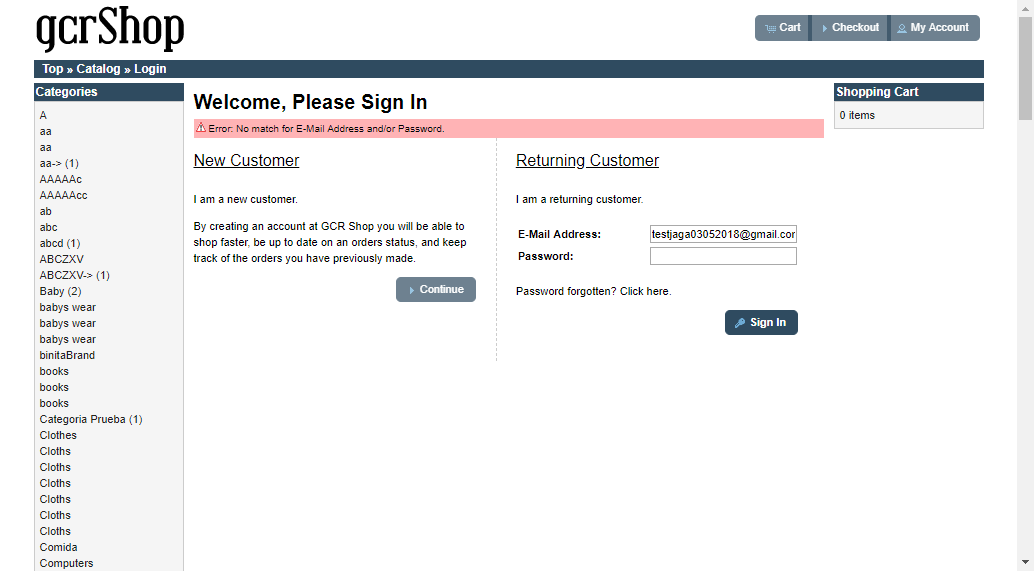 gcrShop
Cart
Checkout
My Account
Top » Catalog » Login
Categories
A
aa
aa
aa-> (1)
AAAAAc
AAAAAcc
ab
abc
abcd (1)
ABCZXV
ABCZXV-> (1)
Baby (2)
babys wear
babys wear
babys wear
binitaBrand
books
books
books
Categoria Prueba (1)
Clothes
Cloths
Cloths
Cloths
Cloths
Cloths
Cloths
Comida
Computers
Welcome, Please Sign In
Error: No match for E-Mail Address and/or Password.
New Customer
I am a new customer.
By creating an account at GCR Shop you will be able to
shop faster, be up to date on an orders status, and keep
track of the orders you have previously made.
Continue
Returning Customer
I am a returning customer.
E-Mail Address: testjaga03052018@gmail.com
Password:
Password forgotten? Click here.
Sign In
Shopping Cart
0 items